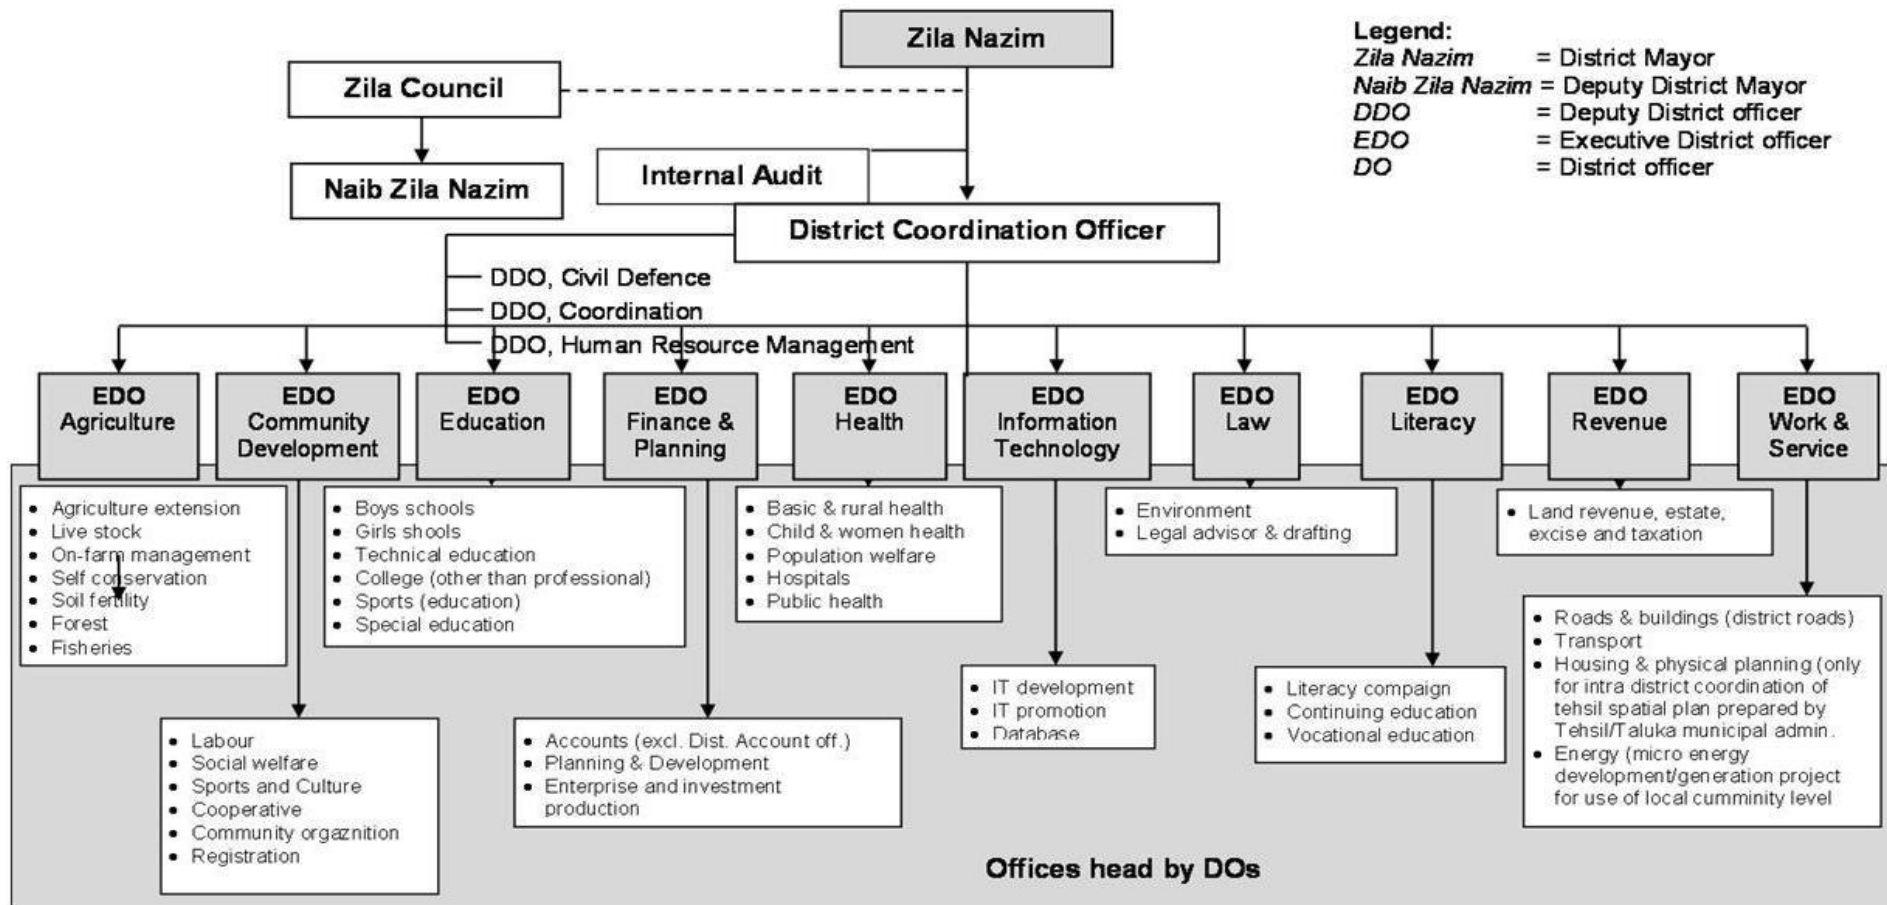 Zila Nazim
Zila Council
Naib Zila Nazim
Internal Audit
District Coordination Officer
Legend:
Zila Nazim = District Mayor
Naib Zila Nazim = Deputy District Mayor
DDO = Deputy District officer
EDO = Executive District officer
DO = District officer
DDO, Civil Defence
DDO, Coordination
DDO, Human Resource Management
EDO
Agriculture
EDO
Community
Development
EDO
Education
EDO
Finance &
Planning
EDO
Health
EDO
Information
Technology
EDO
Law
EDO
Literacy
EDO
Revenue
EDO
Work &
Service
• Agriculture extension
• Live stock
• On-farm management
• Self conservation
• Soil fertility
• Forest
• Fisheries
• Labour
• Social welfare
• Sports and Culture
• Cooperative
• Community orgaznition
• Registration
• Boys schools
• Girls shools
• Technical education
• College (other than professional)
• Sports (education)
• Special education
• Accounts (excl. Dist. Account off.)
• Planning & Development
• Enterprise and investment
production
• Basic & rural health
• Child & women health
• Population welfare
• Hospitals
• Public health
• IT development
• IT promotion
• Database
• Environment
• Legal advisor & drafting
• Literacy compaign
• Continuing education
• Vocational education
• Land revenue, estate,
excise and taxation
• Roads & buildings (district roads)
• Transport
• Housing & physical planning (only
for intra district coordination of
tehsil spatial plan prepared by
Tehsil/Taluka municipal admin.
• Energy (micro energy
development/generation project
for use of local cumminity level
Offices head by DOs